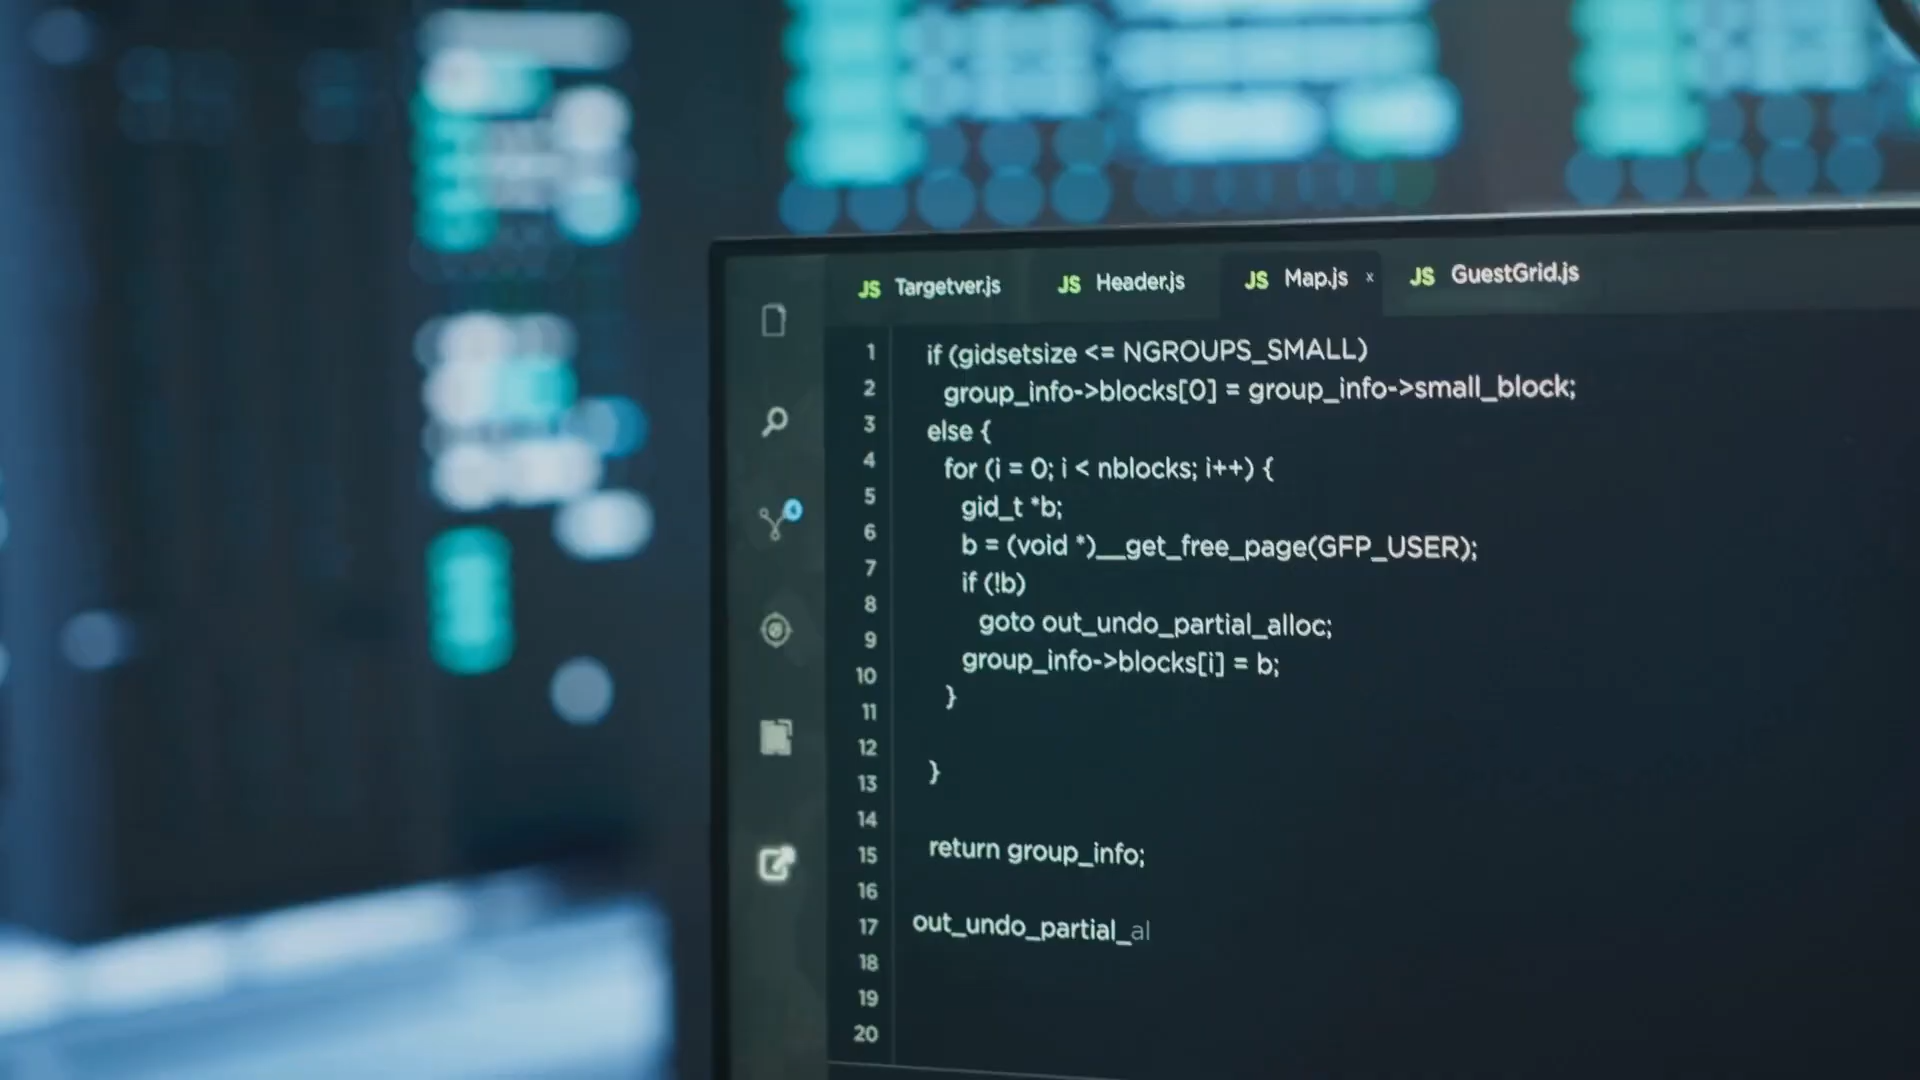 JS Targetver.js JS Header.js JS Map.js x JS GuestGrid.js
1 if (gidsetsize <= NGROUPS_SMALL)
2 group_info->blocks[0] = group_info->small_block;
3 else {
4 for (i = 0; i < nblocks; i++) {
5 gid_t *b;
6 b = (void *)__get_free_page(GFP_USER);
7 if (!b)
8 goto out_undo_partial_alloc;
9 group_info->blocks[i] = b;
10 }
11
12
13 }
14
15 return group_info;
16
17 out_undo_partial_al
18
19
20